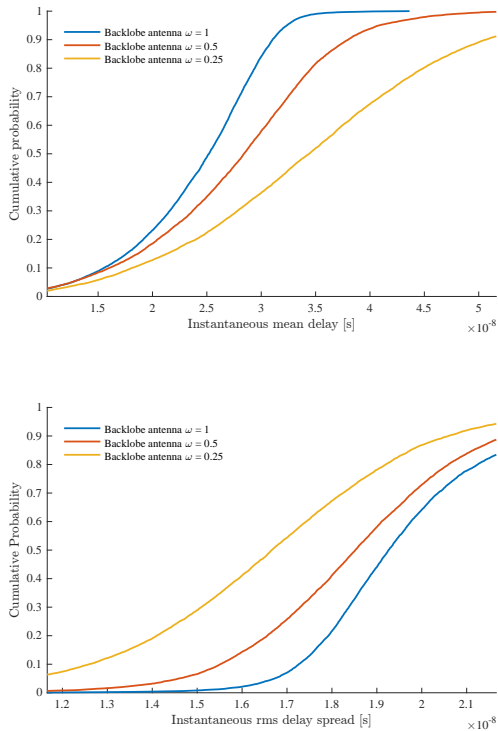 1
0.9
0.8
0.7
0.6
0.5
0.4
0.3
0.2
0.1
0
Cumulative probability
Backlobe antenna ω = 1
Backlobe antenna ω = 0.5
Backlobe antenna ω = 0.25
1.5 2 2.5 3 3.5 4 4.5 5
Instantaneous mean delay [s]
×10⁻⁸
1
0.9
0.8
0.7
0.6
0.5
0.4
0.3
0.2
0.1
0
Cumulative Probability
Backlobe antenna ω = 1
Backlobe antenna ω = 0.5
Backlobe antenna ω = 0.25
1.2 1.3 1.4 1.5 1.6 1.7 1.8 1.9 2 2.1
Instantaneous rms delay spread [s]
×10⁻⁸